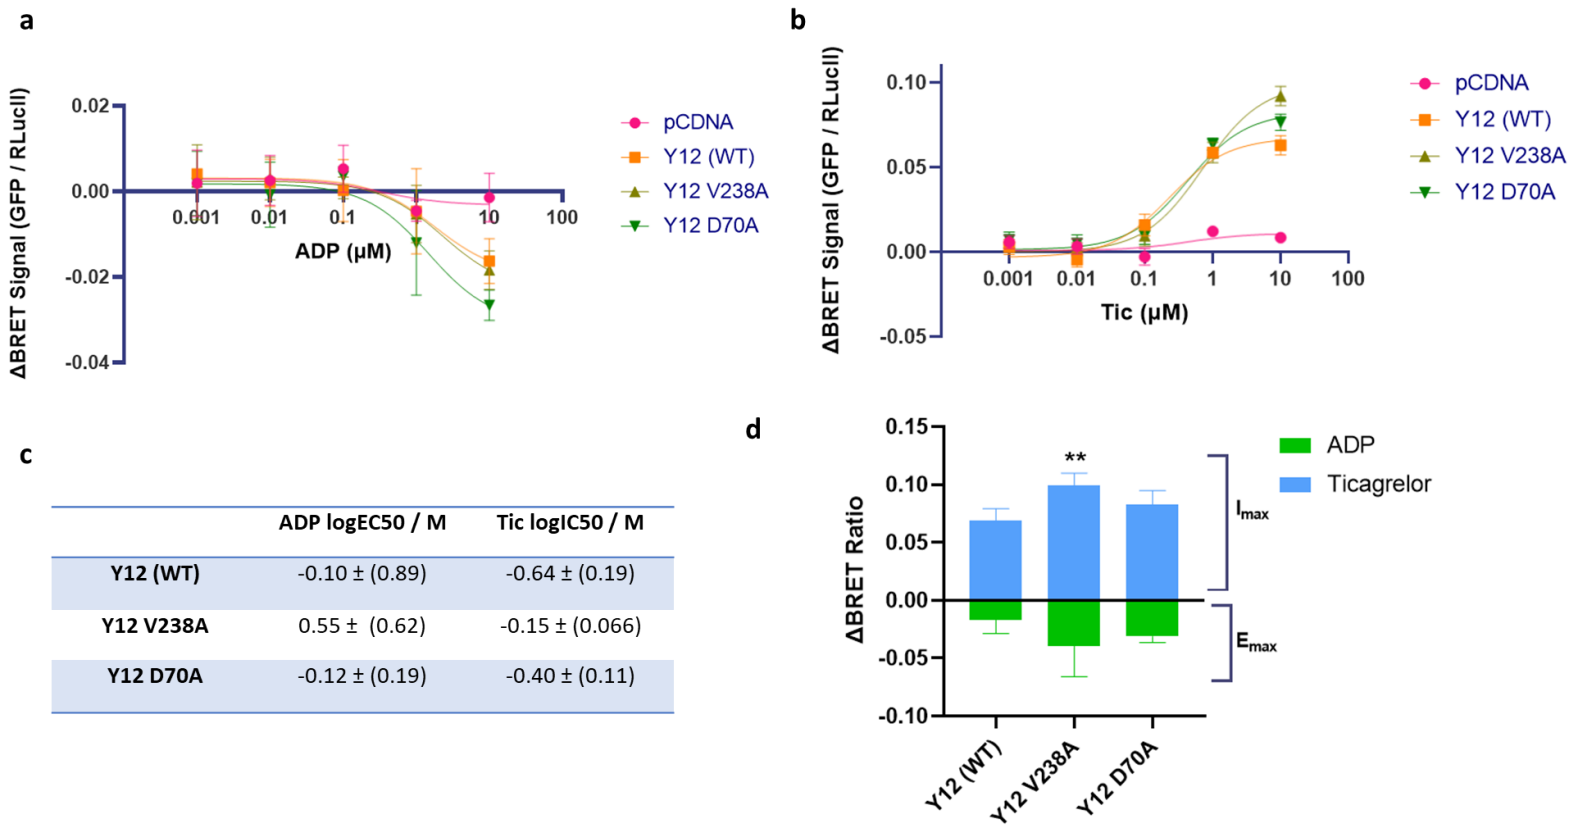 a
ΔBRET Signal (GFP / RLucII)
0.02
0.00
-0.02
-0.04
0.001 0.01 0.1 10 100
ADP (μM)
pCDNA
Y12 (WT)
Y12 V238A
Y12 D70A
b
ΔBRET Signal (GFP / RLucII)
0.10
0.05
0.00
-0.05
0.001 0.01 0.1 1 10 100
Tic (μM)
pCDNA
Y12 (WT)
Y12 V238A
Y12 D70A
c
ADP logEC50 / M Tic logIC50 / M
Y12 (WT) -0.10 ± (0.89) -0.64 ± (0.19)
Y12 V238A 0.55 ± (0.62) -0.15 ± (0.066)
Y12 D70A -0.12 ± (0.19) -0.40 ± (0.11)
d
ΔBRET Ratio
0.15
0.10
0.05
0.00
-0.05
-0.10
**
ADP
Ticagrelor
Imax
Emax
Y12 (WT)
Y12 V238A
Y12 D70A